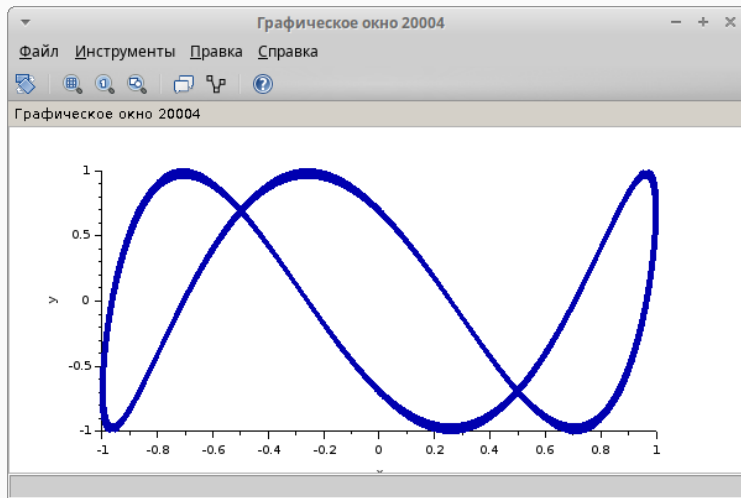 Графическое окно 20004
Файл Инструменты Правка Справка
Графическое окно 20004
1
0.5
y
0
-0.5
-1
-1 -0.8 -0.6 -0.4 -0.2 0 0.2 0.4 0.6 0.8 1